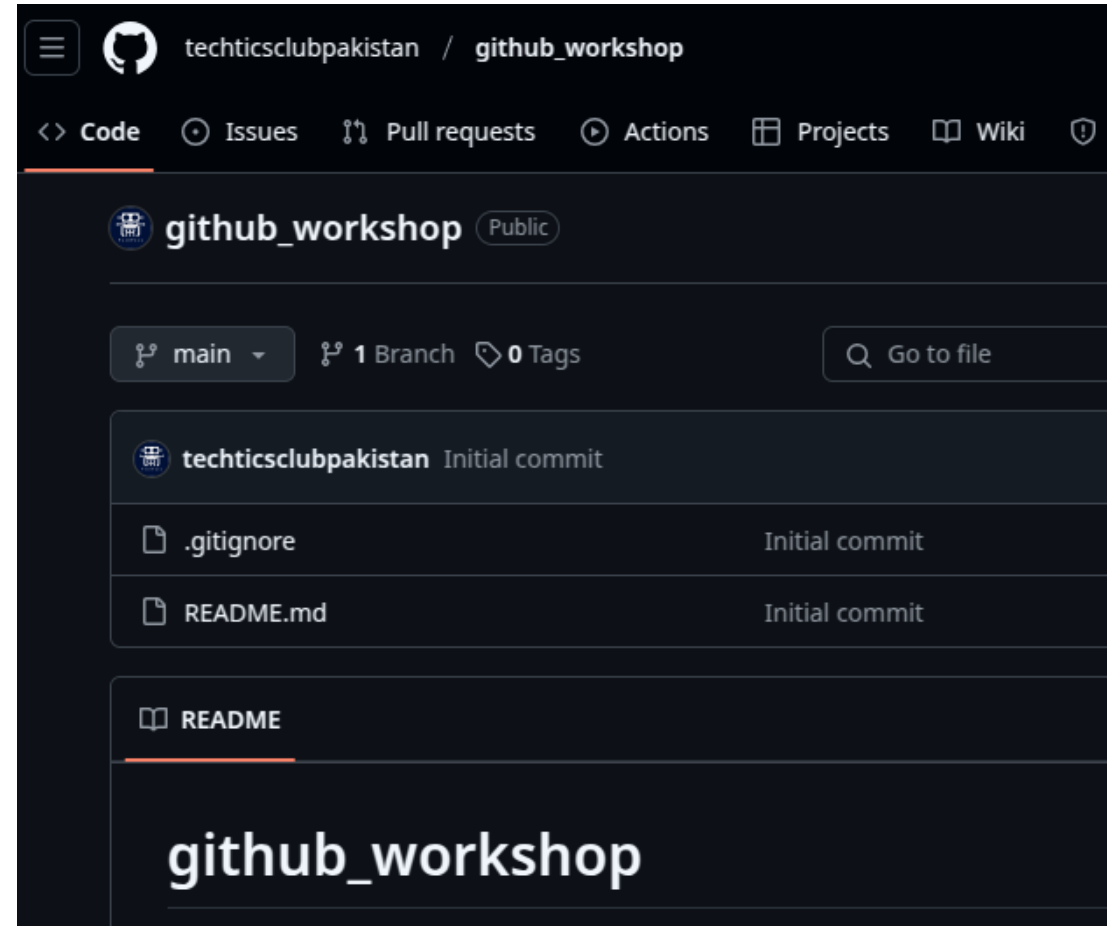 techticsclubpakistan / github_workshop
Code Issues Pull requests Actions Projects Wiki
github_workshop Public
main 1 Branch 0 Tags Go to file
techticsclubpakistan Initial commit
.gitignore Initial commit
README.md Initial commit
README
github_workshop